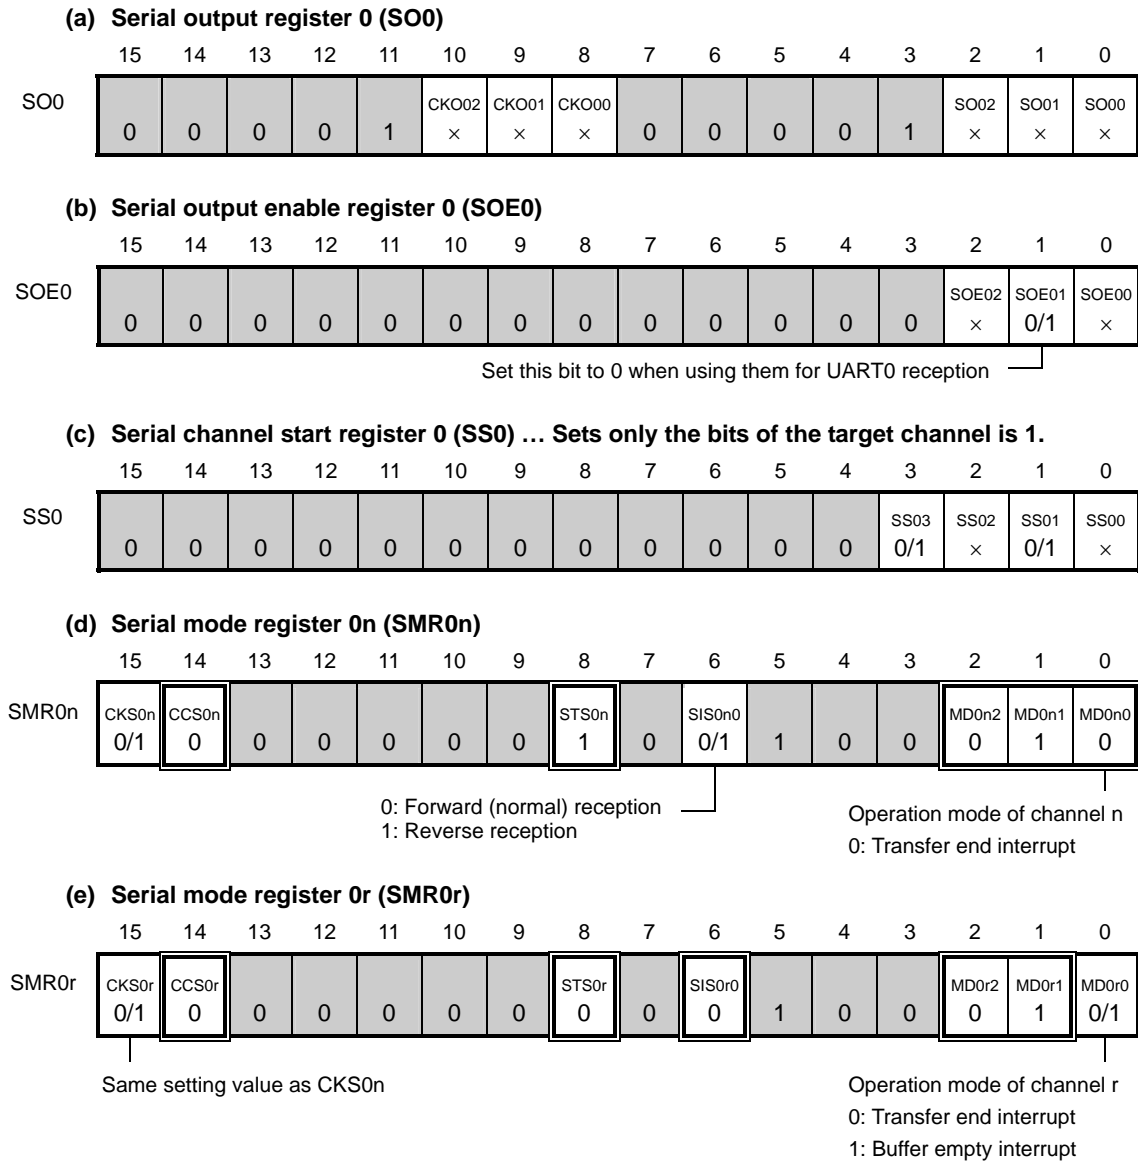 (a) Serial output register 0 (SO0)
15 14 13 12 11 10 9 8 7 6 5 4 3 2 1 0
SO0 CKO02 CKO01 CKO00 SO02 SO01 SO00
0 0 0 0 1 × × × 0 0 0 0 1 × × ×
(b) Serial output enable register 0 (SOE0)
15 14 13 12 11 10 9 8 7 6 5 4 3 2 1 0
SOE0 SOE02 SOE01 SOE00
0 0 0 0 0 0 0 0 0 0 0 0 0 × 0/1 ×
Set this bit to 0 when using them for UART0 reception
(c) Serial channel start register 0 (SS0) … Sets only the bits of the target channel is 1.
15 14 13 12 11 10 9 8 7 6 5 4 3 2 1 0
SS0 SS03 SS02 SS01 SS00
0 0 0 0 0 0 0 0 0 0 0 0 0/1 × 0/1 ×
(d) Serial mode register 0n (SMR0n)
15 14 13 12 11 10 9 8 7 6 5 4 3 2 1 0
SMR0n CKS0n CCS0n STS0n SIS0n0 MD0n2 MD0n1 MD0n0
0/1 0 0 0 0 0 0 1 0 0/1 1 0 0 0 1 0
0: Forward (normal) reception
1: Reverse reception
Operation mode of channel n
0: Transfer end interrupt
(e) Serial mode register 0r (SMR0r)
15 14 13 12 11 10 9 8 7 6 5 4 3 2 1 0
SMR0r CKS0r CCS0r STS0r SIS0r0 MD0r2 MD0r1 MD0r0
0/1 0 0 0 0 0 0 0 0 0 1 0 0 0 1 0/1
Same setting value as CKS0n
Operation mode of channel r
0: Transfer end interrupt
1: Buffer empty interrupt